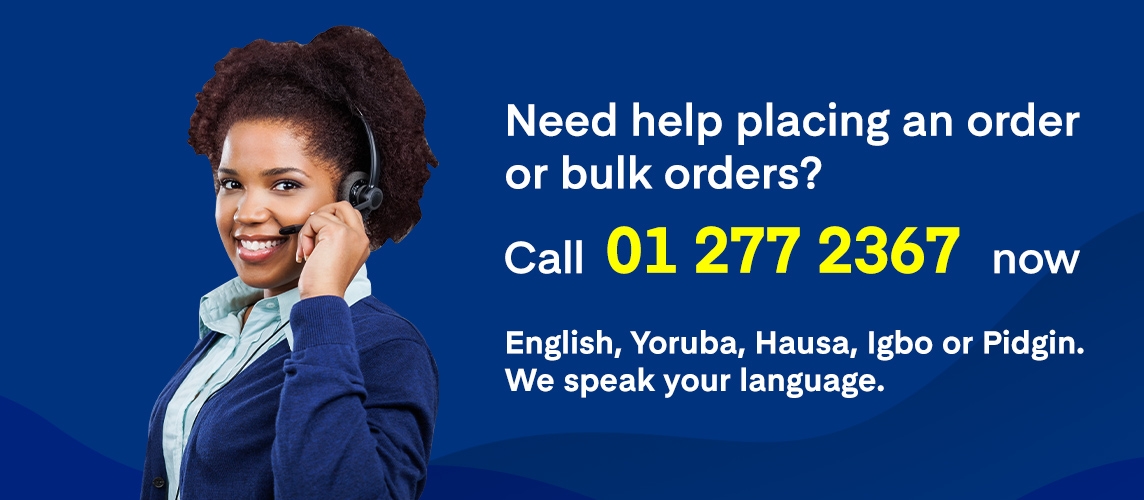 Need help placing an order
or bulk orders?
Call 01 277 2367 now
English, Yoruba, Hausa, Igbo or Pidgin.
We speak your language.